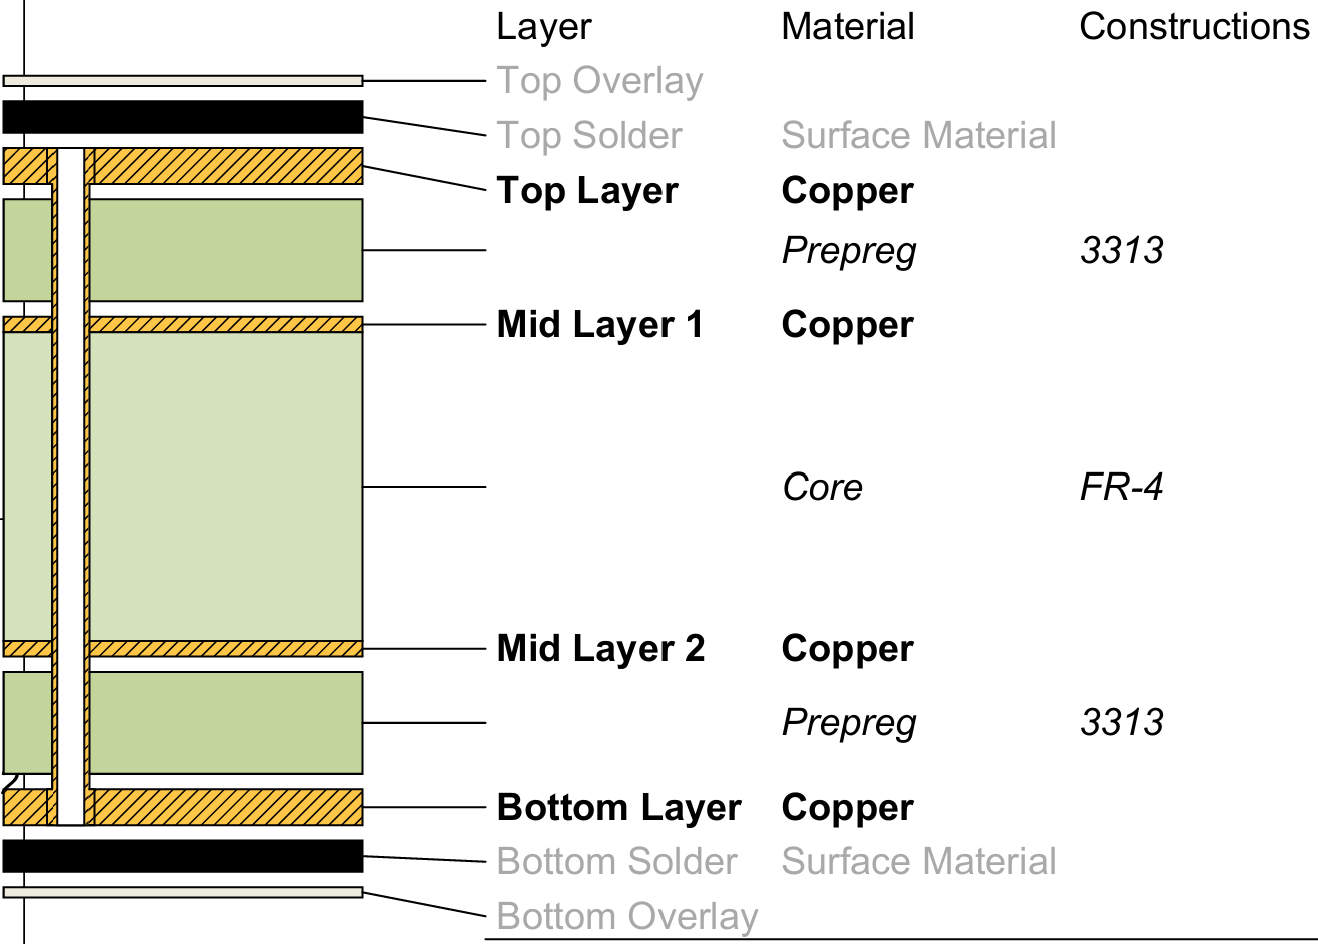 Layer Material Constructions
Top Overlay
Top Solder Surface Material
Top Layer Copper
Prepreg 3313
Mid Layer 1 Copper
Core FR-4
Mid Layer 2 Copper
Prepreg 3313
Bottom Layer Copper
Bottom Solder Surface Material
Bottom Overlay